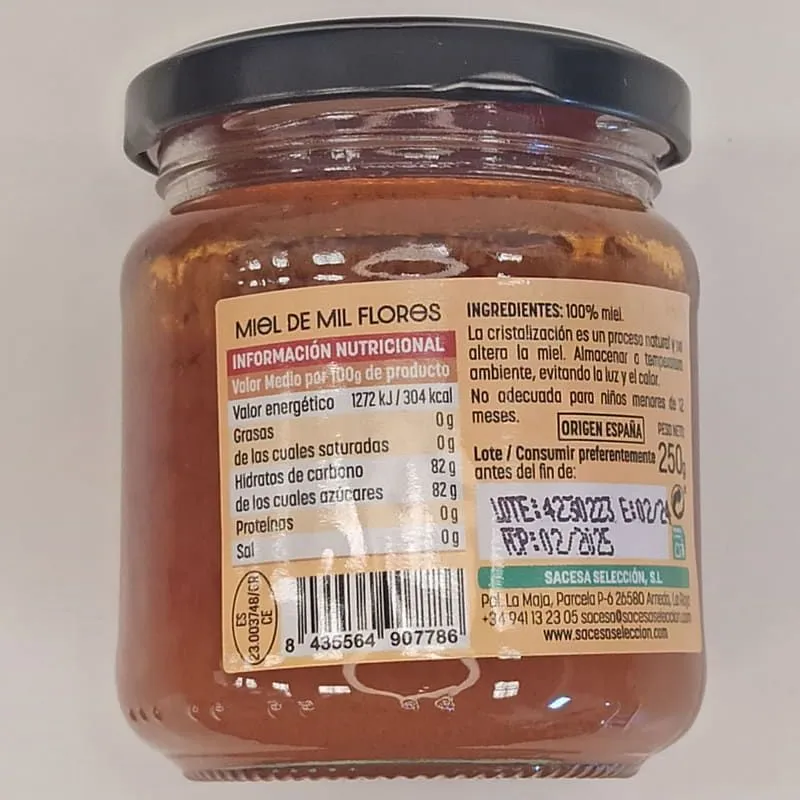 MIEL DE MIL FLORES
INFORMACIÓN NUTRICIONAL
Valor Medio por 100g de producto
Valor energético 1272 kJ / 304 kcal
Grasas 0 g
de las cuales saturadas 0 g
Hidratos de carbono 82 g
de los cuales azúcares 82 g
Proteínas 0 g
Sal 0 g
ES
23.003748/GR
CE
8 435564 907786
INGREDIENTES: 100% miel.
La cristalización es un proceso natural y
altera la miel. Almacenar a temperatura
ambiente, evitando la luz y el calor.
No adecuada para niños menores de 12
meses.
ORIGEN ESPAÑA
PESO NETO
250g
Lote / Consumir preferentemente
antes del fin de:
LOTE:4230223 E:02/24
FCP:02/2025
SACESA SELECCIÓN, S.L
Pol. La Maja, Parcela P-6 26580 Arnedo, La Rioja
+34 941 13 23 05 sacesa@sacesaseleccion.com
www.sacesaseleccion.com